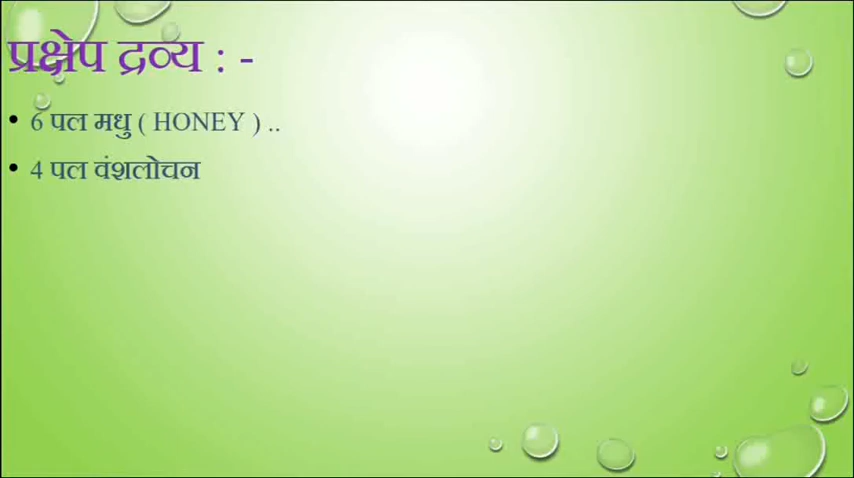 प्रक्षेप द्रव्य : -
• 6 पल मधु ( HONEY ) ..
• 4 पल वंशलोचन